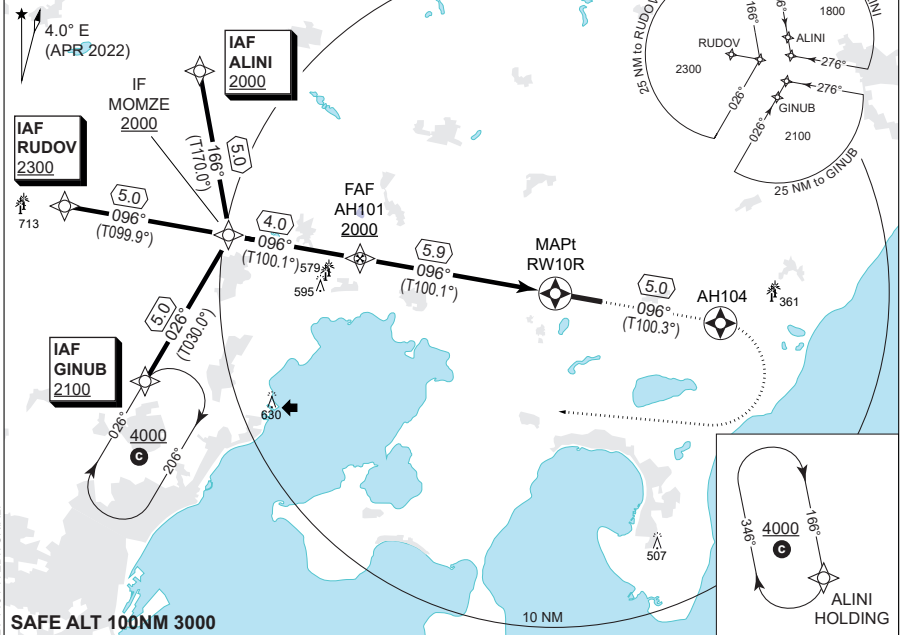 4.0° E
(APR 2022)
IAF
ALINI
2000
IF
MOMZE
2000
IAF
RUDOV
2300
713
5.0
096°
(T099.9°)
166°
(T170.0°)
5.0
4.0
096°
(T100.1°)
579
595
FAF
AH101
2000
5.9
096°
(T100.1°)
MAPt
RW10R
5.0
096°
(T100.3°)
AH104
361
5.0
026°
(T030.0°)
IAF
GINUB
2100
026°
4000
C
206°
630
507
10 NM
25 NM to RUDOV
166°
1800
RUDOV
2300
ALINI
276°
026°
276°
GINUB
026°
2100
25 NM to GINUB
346°
4000
C
166°
ALINI
HOLDING
SAFE ALT 100NM 3000